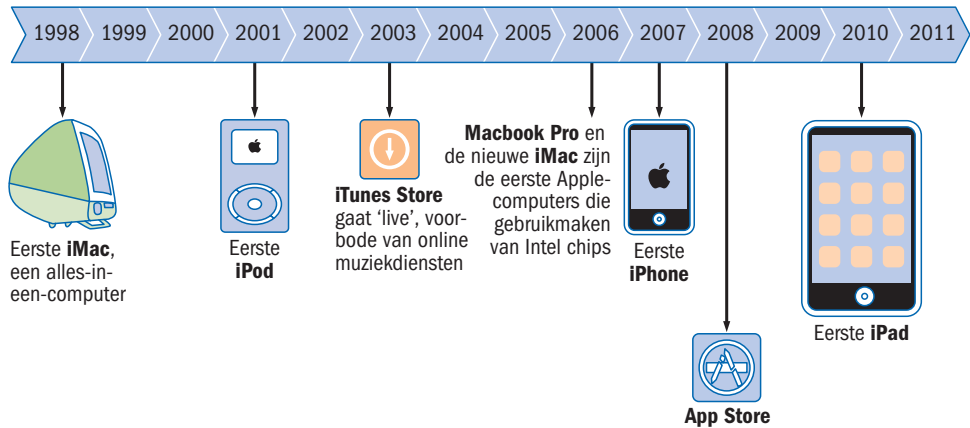 1998 1999 2000 2001 2002 2003 2004 2005 2006 2007 2008 2009 2010 2011
Eerste iMac,
een alles-in-
een-computer
Eerste
iPod
iTunes Store
gaat ‘live’, voor-
bode van online
muziekdiensten
Macbook Pro en
de nieuwe iMac zijn
de eerste Apple-
computers die
gebruikmaken
van Intel chips
Eerste
iPhone
App Store
Eerste iPad